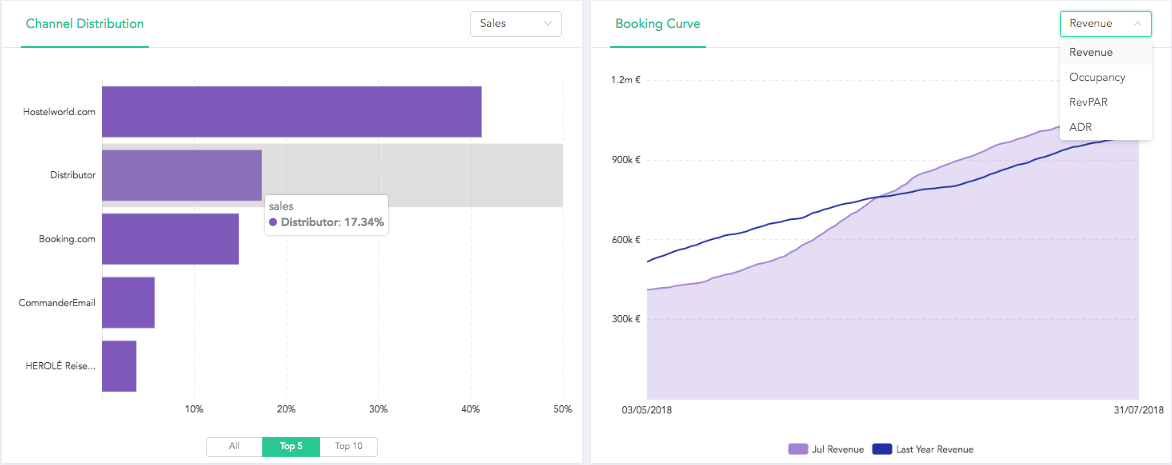 Channel Distribution
Sales
Hostelworld.com
Distributor
sales
Distributor: 17.34%
Booking.com
CommanderEmail
HEROLÉ Reise...
10%
20%
30%
40%
50%
All
Top 5
Top 10
Booking Curve
Revenue
Revenue
Occupancy
RevPAR
ADR
1.2m €
900k €
600k €
300k €
03/05/2018
31/07/2018
Jul Revenue
Last Year Revenue